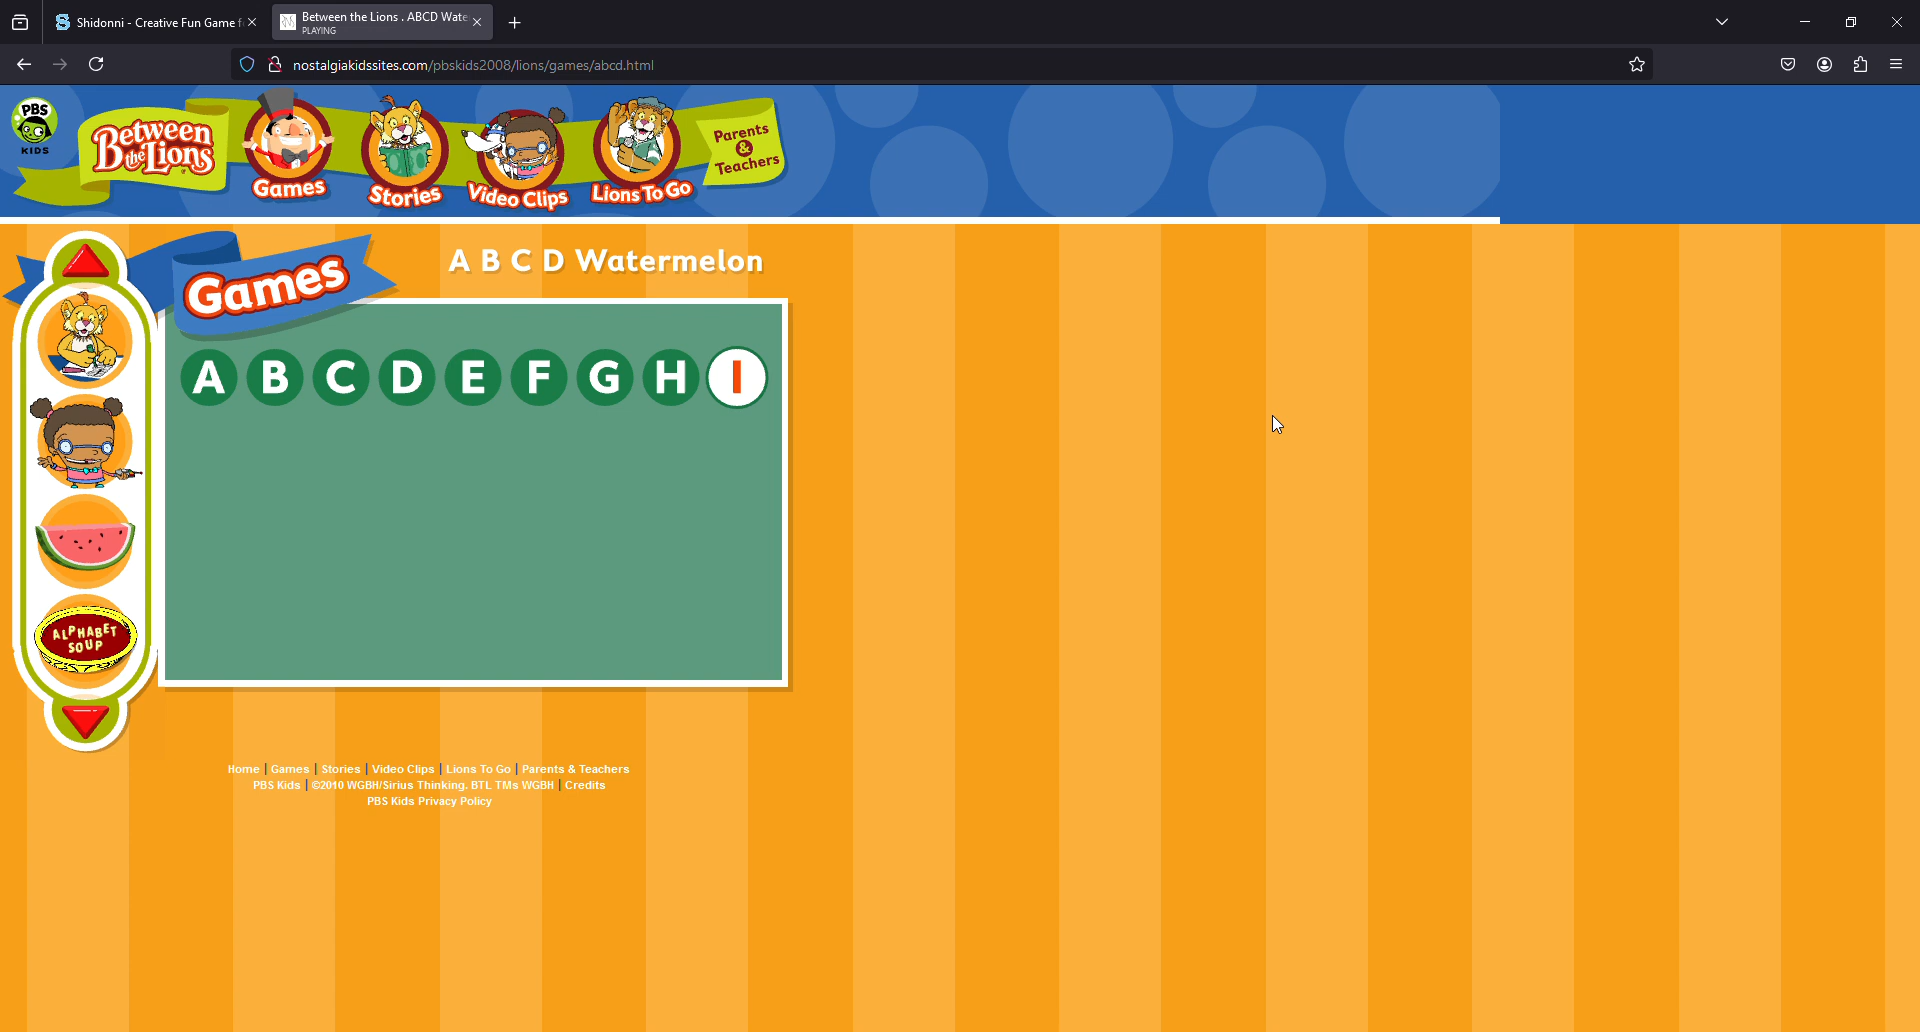 Shidonni - Creative Fun Game f
Between the Lions . ABCD Wate
PLAYING
nostalgiakidssites.com/pbskids2008/lions/games/abcd.html
PBS
KIDS
Between
the Lions
Games
Stories
Video Clips
Lions To Go
Parents
&
Teachers
Games
A B C D Watermelon
A B C D E F G H I
ALPHABET
SOUP
Home | Games | Stories | Video Clips | Lions To Go | Parents & Teachers
PBS Kids | ©2010 WGBH/Sirius Thinking. BTL TMs WGBH | Credits
PBS Kids Privacy Policy